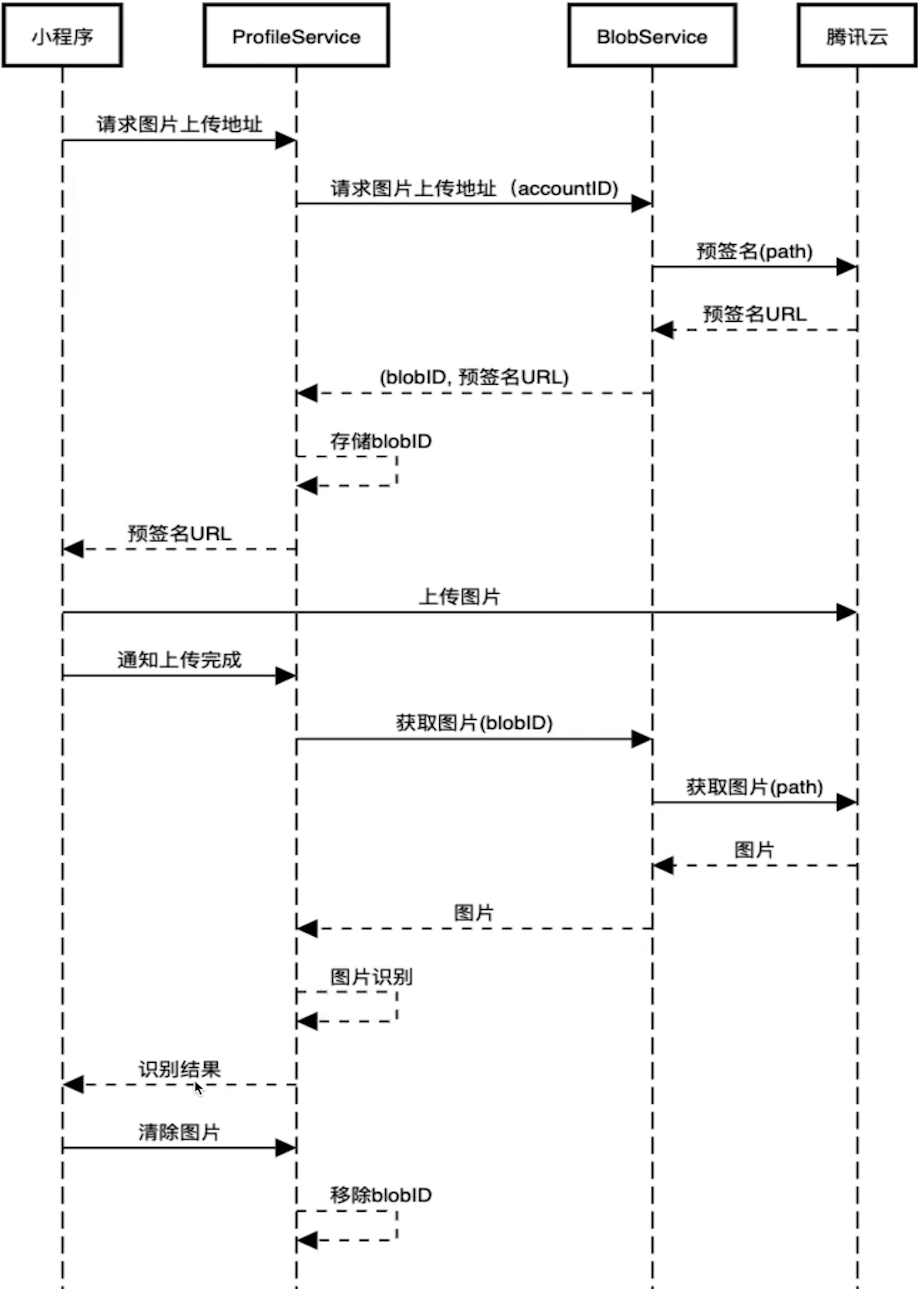 小程序
ProfileService
BlobService
腾讯云
请求图片上传地址
请求图片上传地址（accountID)
预签名(path)
预签名URL
(blobID, 预签名URL)
存储blobID
预签名URL
上传图片
通知上传完成
获取图片(blobID)
获取图片(path)
图片
图片
图片识别
识别结果
清除图片
移除blobID